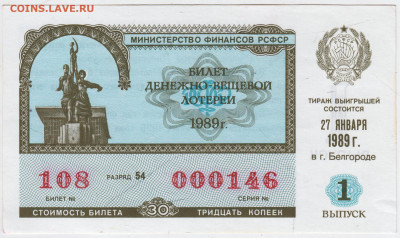 COINS.LAVE.RU
МИНИСТЕРСТВО ФИНАНСОВ РСФСР
БИЛЕТ
ДЕНЕЖНО-ВЕЩЕВОЙ
ЛОТЕРЕИ
1989г.
ТИРАЖ ВЫИГРЫШЕЙ
СОСТОИТСЯ
27 ЯНВАРЯ
1989 г.
в г. Белгороде
108 РАЗРЯД 54 000146
БИЛЕТ № СЕРИЯ №
СТОИМОСТЬ БИЛЕТА 30 ТРИДЦАТЬ КОПЕЕК
1
ВЫПУСК